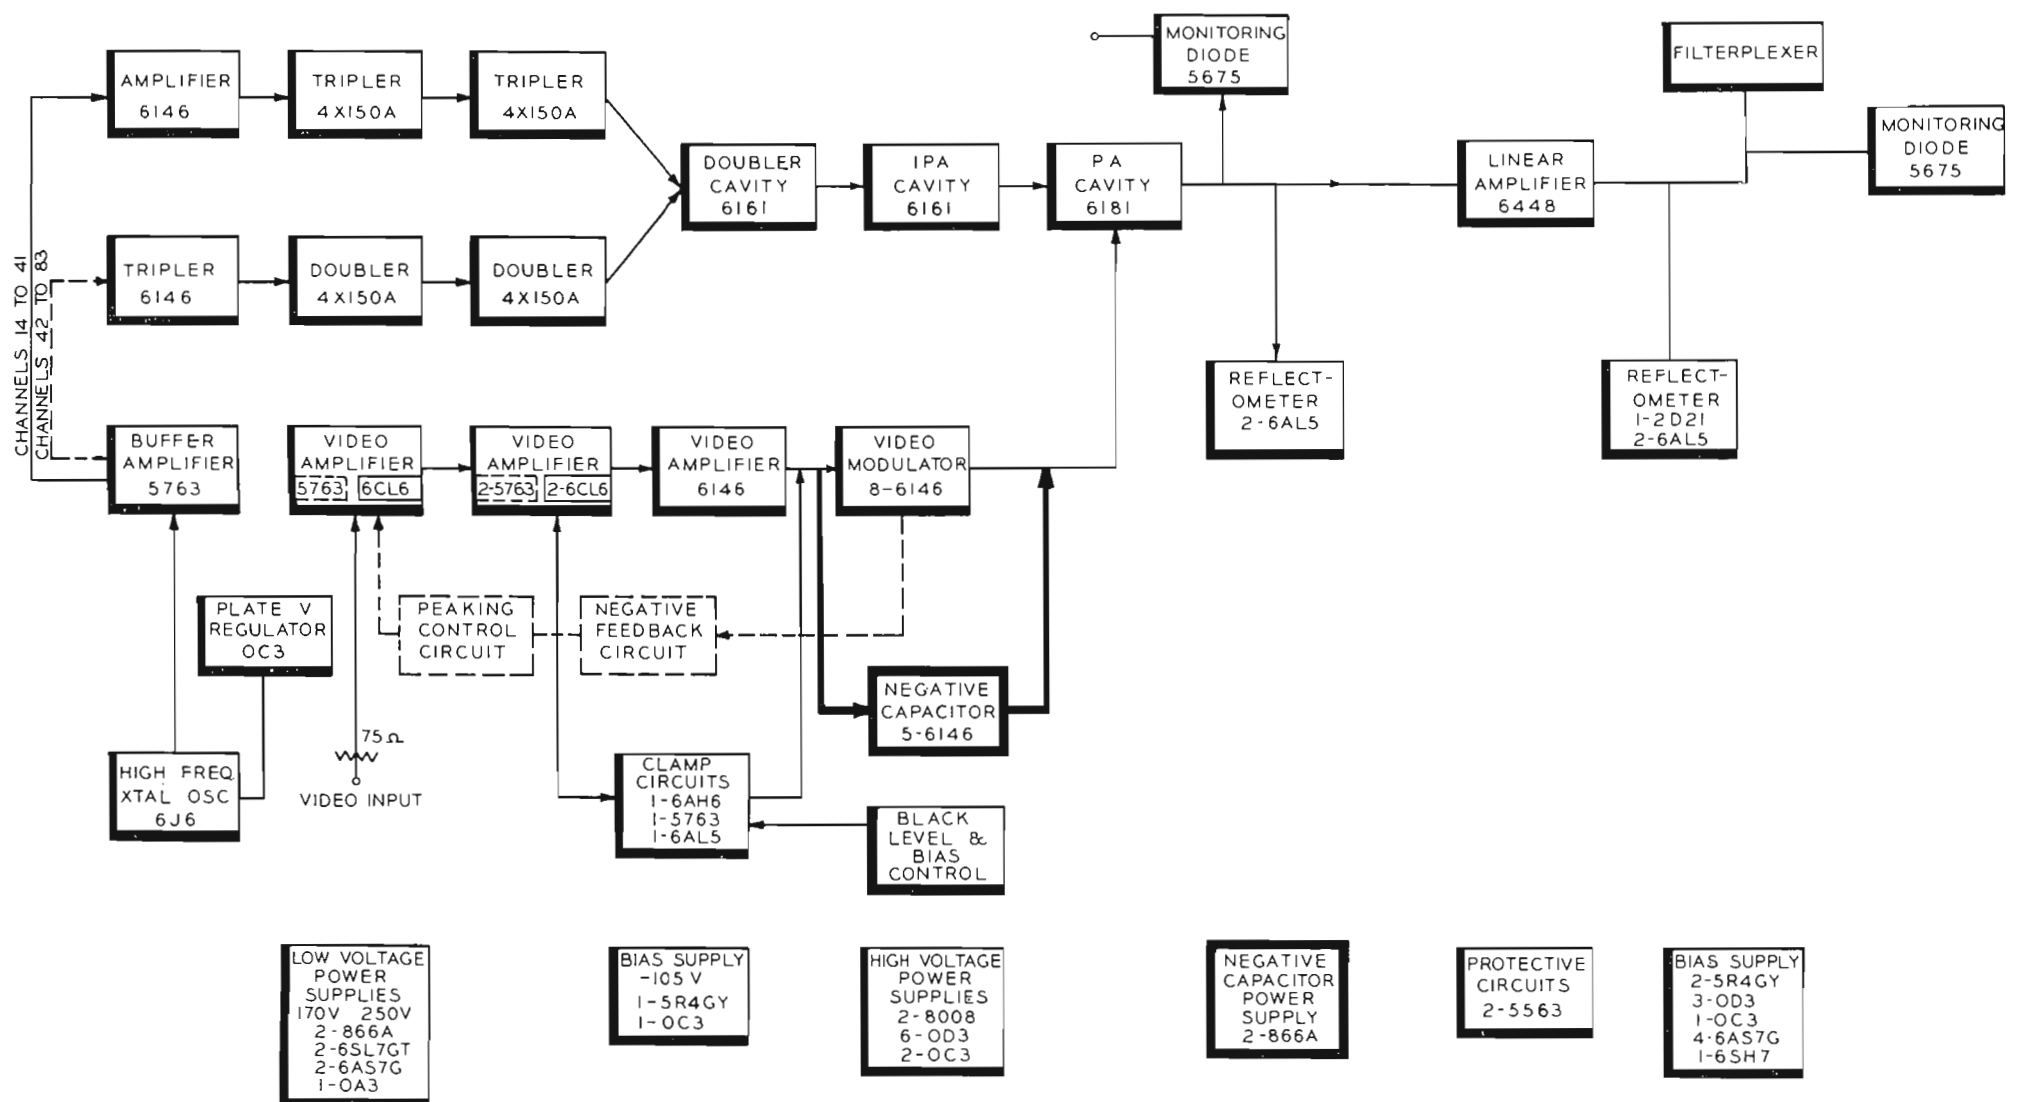 AMPLIFIER
6146
TRIPLER
4X150A
TRIPLER
4X150A
MONITORING
DIODE
5675
FILTERPLEXER
MONITORING
DIODE
5675
DOUBLER
CAVITY
6161
IPA
CAVITY
6161
PA
CAVITY
6181
LINEAR
AMPLIFIER
6448
CHANNELS 14 TO 41
CHANNELS 42 TO 83
TRIPLER
6146
DOUBLER
4X150A
DOUBLER
4X150A
REFLECT-
OMETER
2-6AL5
REFLECT-
OMETER
1-2D21
2-6AL5
BUFFER
AMPLIFIER
5763
VIDEO
AMPLIFIER
5763 6CL6
VIDEO
AMPLIFIER
2-5763 2-6CL6
VIDEO
AMPLIFIER
6146
VIDEO
MODULATOR
8-6146
PLATE V
REGULATOR
OC3
PEAKING
CONTROL
CIRCUIT
NEGATIVE
FEEDBACK
CIRCUIT
NEGATIVE
CAPACITOR
5-6146
HIGH FREQ
XTAL OSC
6J6
75Ω
VIDEO INPUT
CLAMP
CIRCUITS
1-6AH6
1-5763
1-6AL5
BLACK
LEVEL &
BIAS
CONTROL
LOW VOLTAGE
POWER
SUPPLIES
170V 250V
2-866A
2-6SL7GT
2-6AS7G
1-OA3
BIAS SUPPLY
-105 V
1-5R4GY
1-OC3
HIGH VOLTAGE
POWER
SUPPLIES
2-8008
6-OD3
2-OC3
NEGATIVE
CAPACITOR
POWER
SUPPLY
2-866A
PROTECTIVE
CIRCUITS
2-5563
BIAS SUPPLY
2-5R4GY
3-OD3
1-OC3
4-6AS7G
1-6SH7